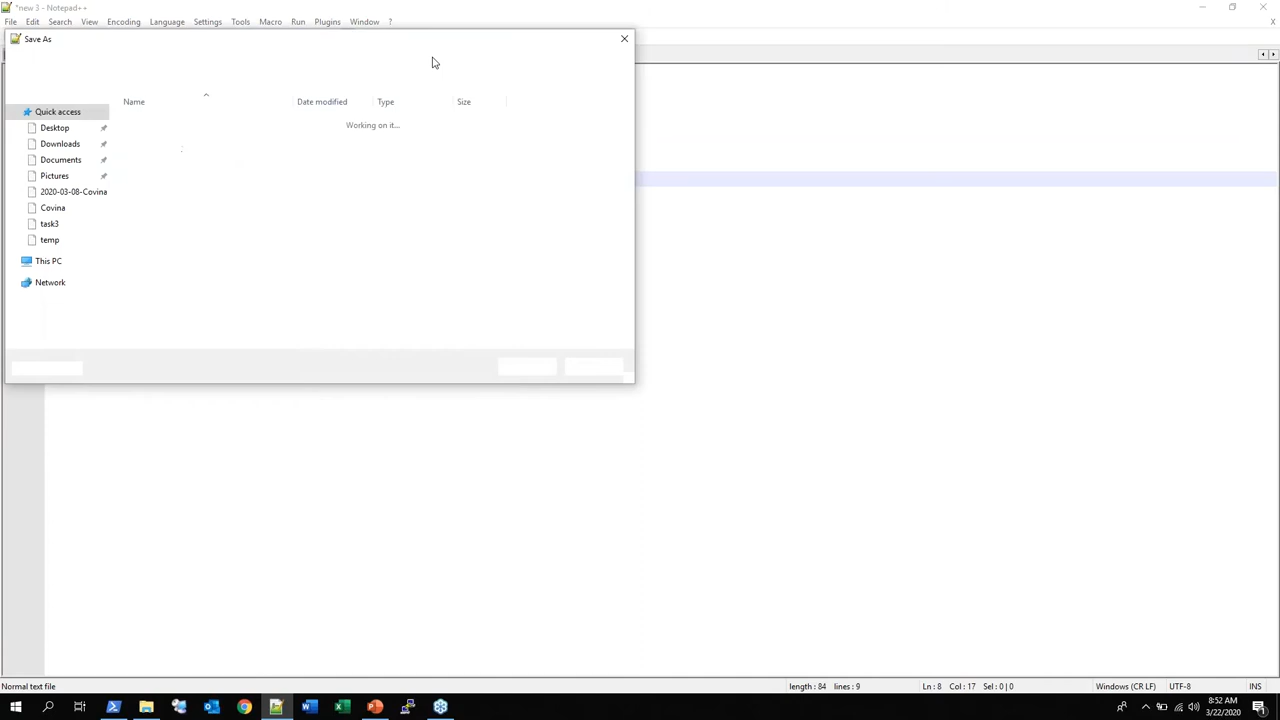 *new 3 - Notepad++
File Edit Search View Encoding Language Settings Tools Macro Run Plugins Window ? X
Save As
Name Date modified Type Size
Working on it...
Quick access
Desktop
Downloads
Documents
Pictures
2020-03-08-Covina
Covina
task3
temp
This PC
Network
Normal text file length : 84 lines : 9 Ln : 8 Col : 17 Sel : 0 | 0 Windows (CR LF) UTF-8 INS
8:52 AM
3/22/2020